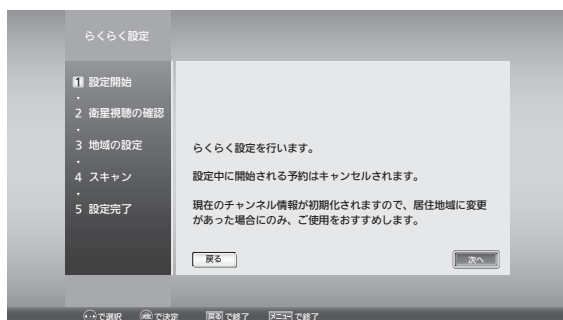 らくらく設定
1 設定開始
2 衛星視聴の確認
3 地域の設定
4 スキャン
5 設定完了
らくらく設定を行います。
設定中に開始される予約はキャンセルされます。
現在のチャンネル情報が初期化されますので、居住地域に変更
があった場合にのみ、ご使用をおすすめします。
戻る
次へ
で選択 決定 で決定 戻る で終了 メニュー で終了